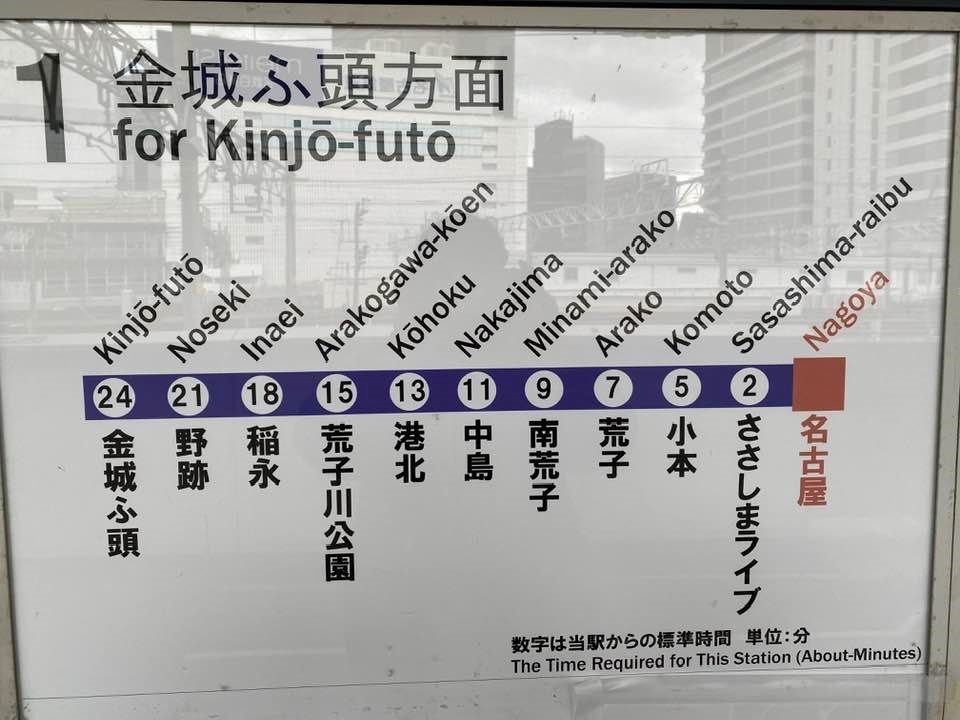 1
金城ふ頭方面
for Kinjō-futō
Kinjō-futō
Noseki
Inaei
Arakogawa-kōen
Kōhoku
Nakajima
Minami-arako
Arako
Komoto
Sasashima-raibu
Nagoya
24 21 18 15 13 11 9 7 5 2
金城ふ頭
野跡
稲永
荒子川公園
港北
中島
南荒子
荒子
小本
ささしまライブ
名古屋
数字は当駅からの標準時間 単位:分
The Time Required for This Station (About-Minutes)